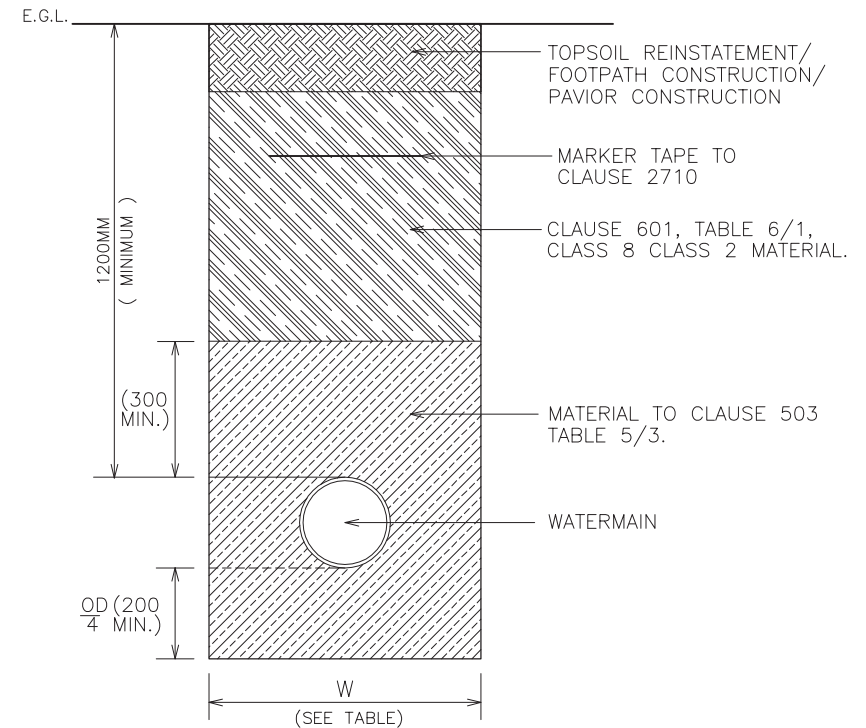 E.G.L.
TOPSOIL REINSTATEMENT/
FOOTPATH CONSTRUCTION/
PAVIOR CONSTRUCTION
MARKER TAPE TO
CLAUSE 2710
1200MM
( MINIMUM )
CLAUSE 601, TABLE 6/1,
CLASS 8 CLASS 2 MATERIAL.
(300
MIN.)
MATERIAL TO CLAUSE 503
TABLE 5/3.
WATERMAIN
OD (200
4 MIN.)
W
(SEE TABLE)